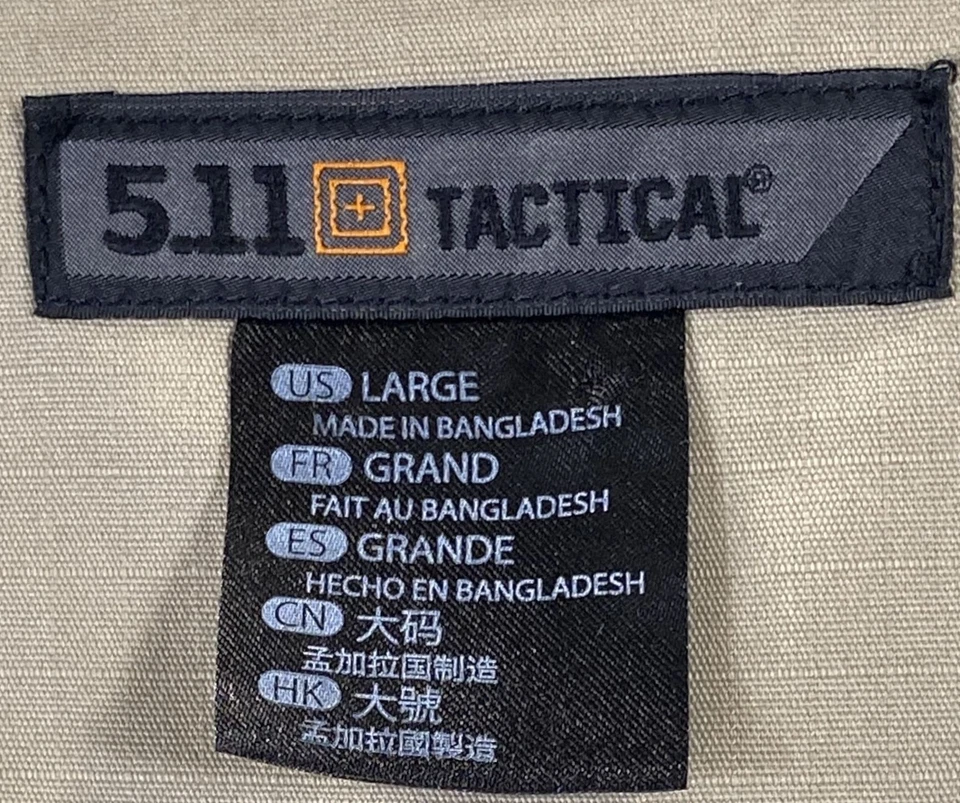 5.11 TACTICAL®
US LARGE
MADE IN BANGLADESH
FR GRAND
FAIT AU BANGLADESH
ES GRANDE
HECHO EN BANGLADESH
CN 大码
孟加拉国制造
HK 大號
孟加拉國製造